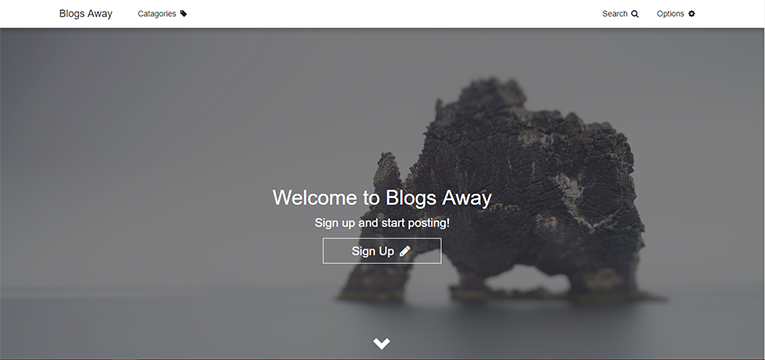 Blogs Away Catagories Search Options
Welcome to Blogs Away
Sign up and start posting!
Sign Up